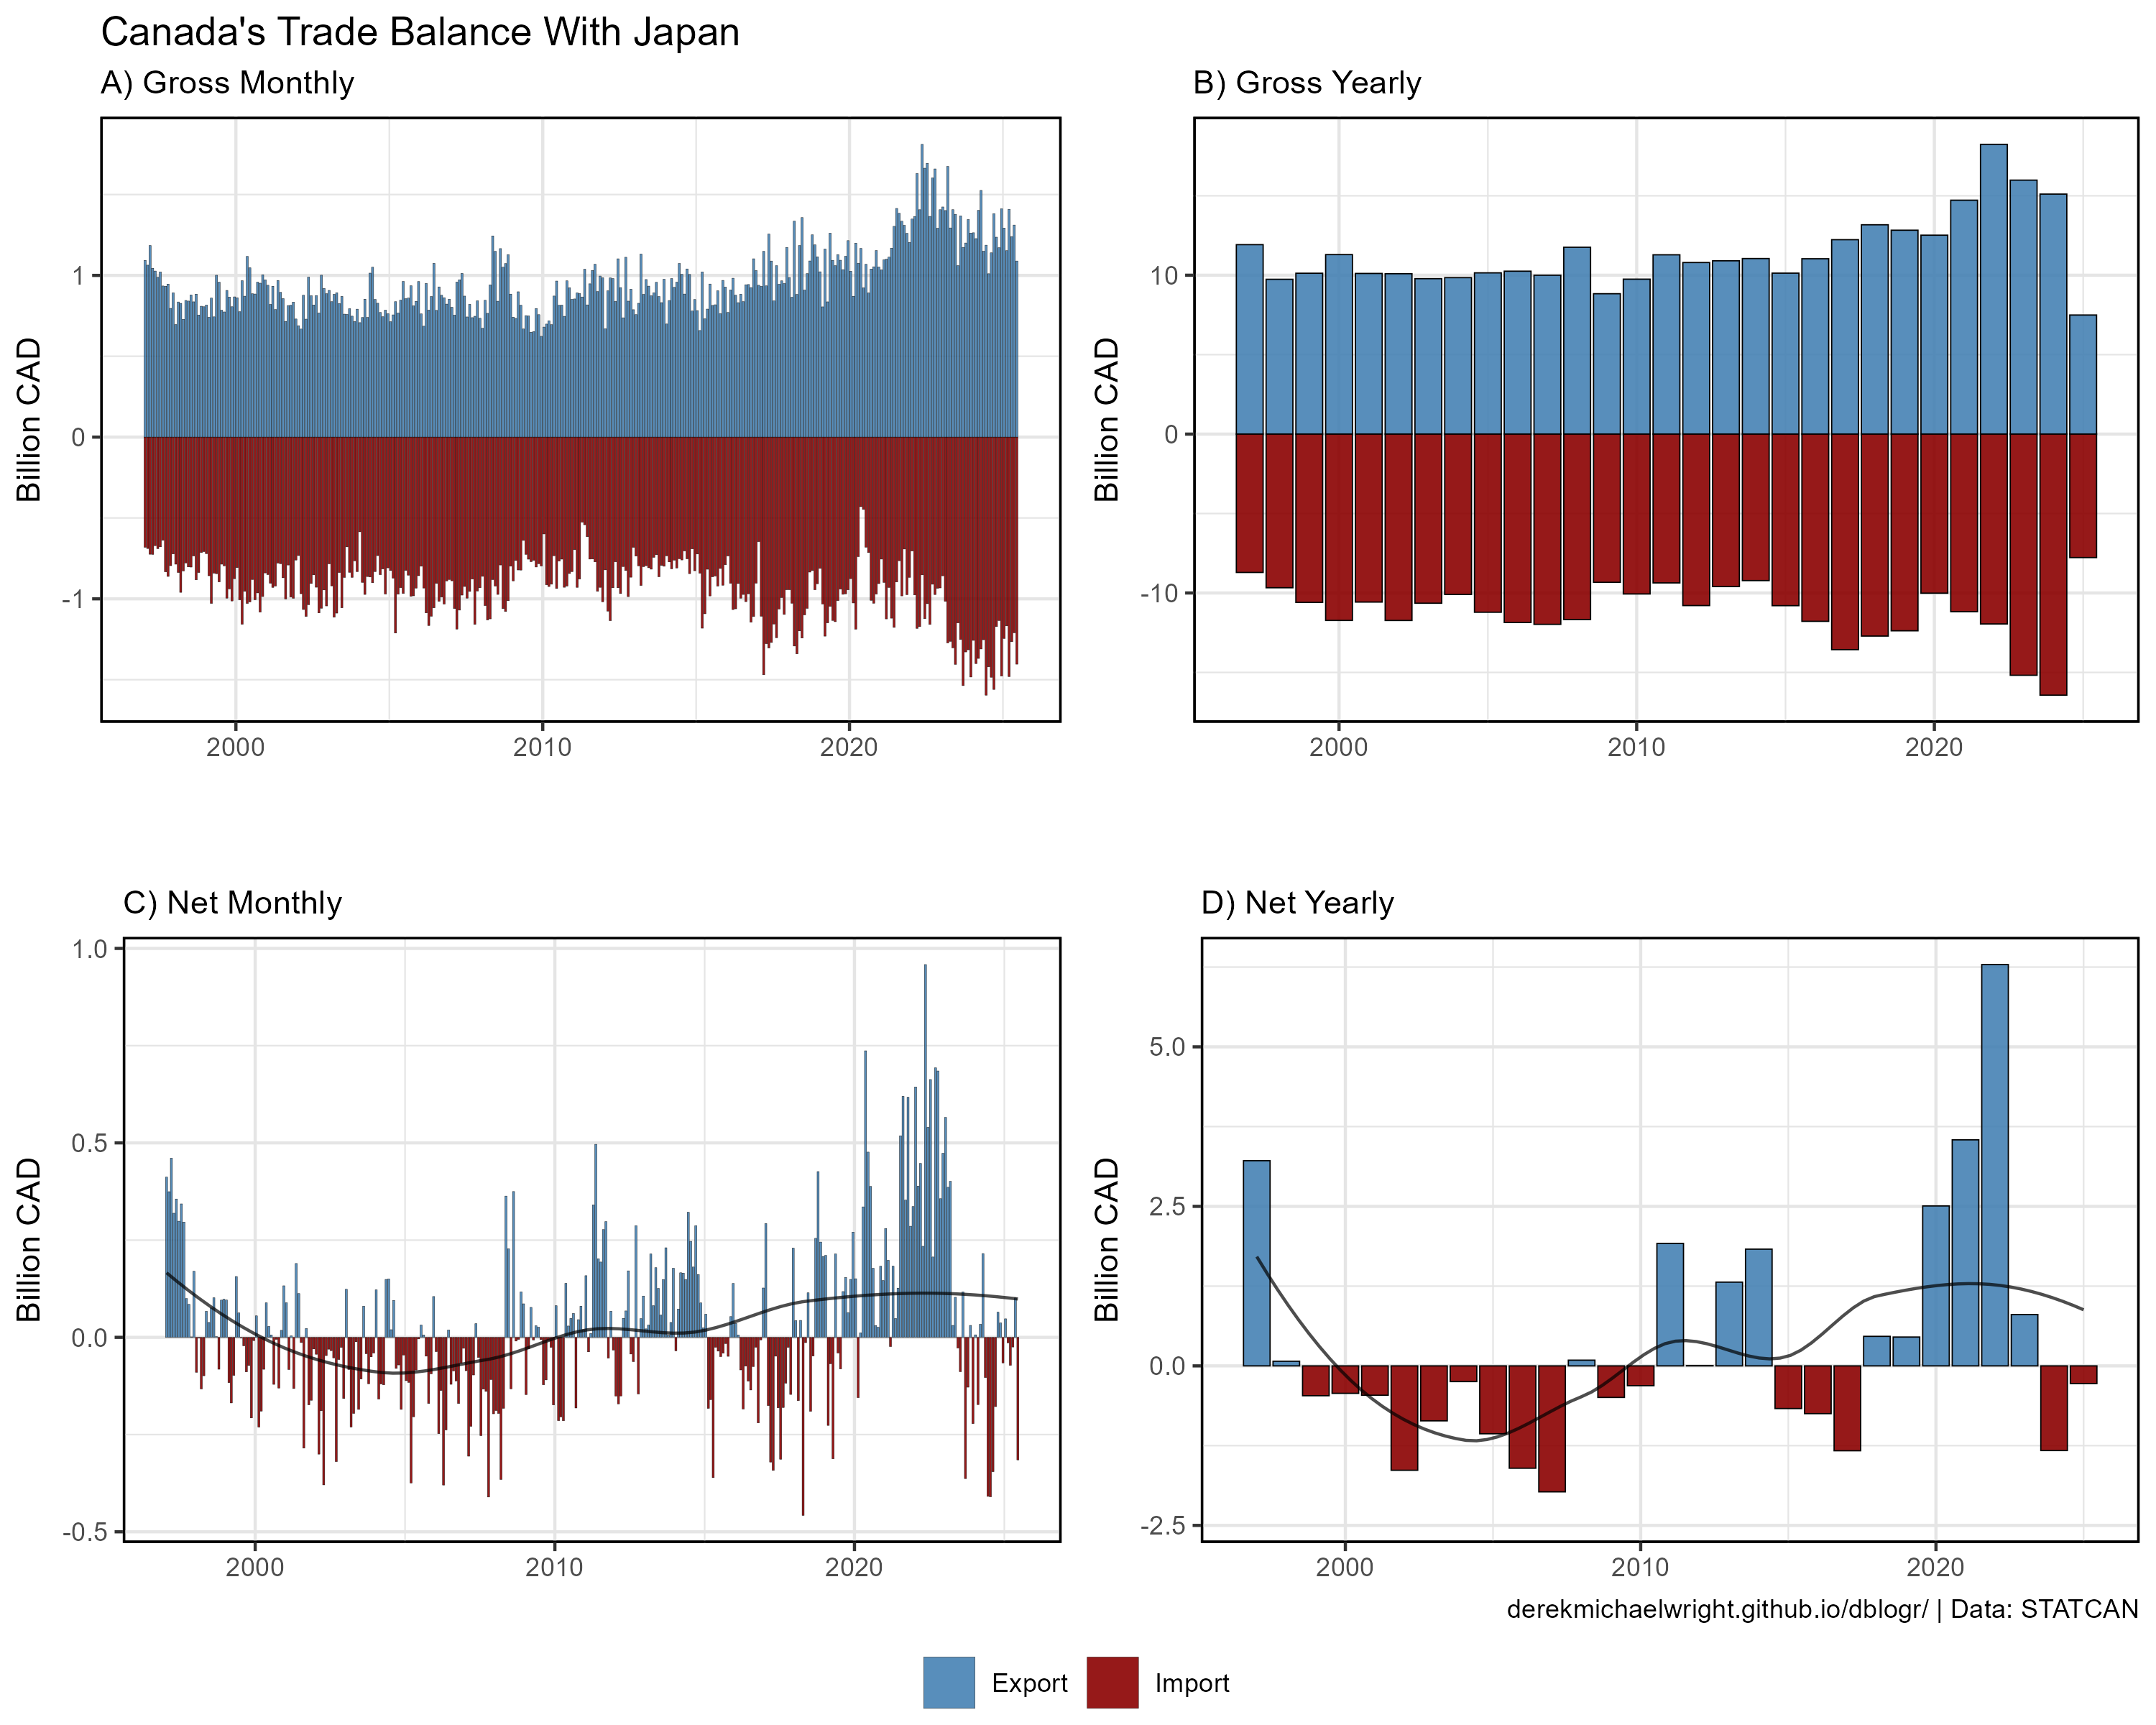 Canada's Trade Balance With Japan
A) Gross Monthly
Billion CAD
1
0
-1
2000 2010 2020
B) Gross Yearly
Billion CAD
10
0
-10
2000 2010 2020
C) Net Monthly
Billion CAD
1.0
0.5
0.0
-0.5
2000 2010 2020
D) Net Yearly
Billion CAD
5.0
2.5
0.0
-2.5
2000 2010 2020
derekmichaelwright.github.io/dblogr/ | Data: STATCAN
Export Import